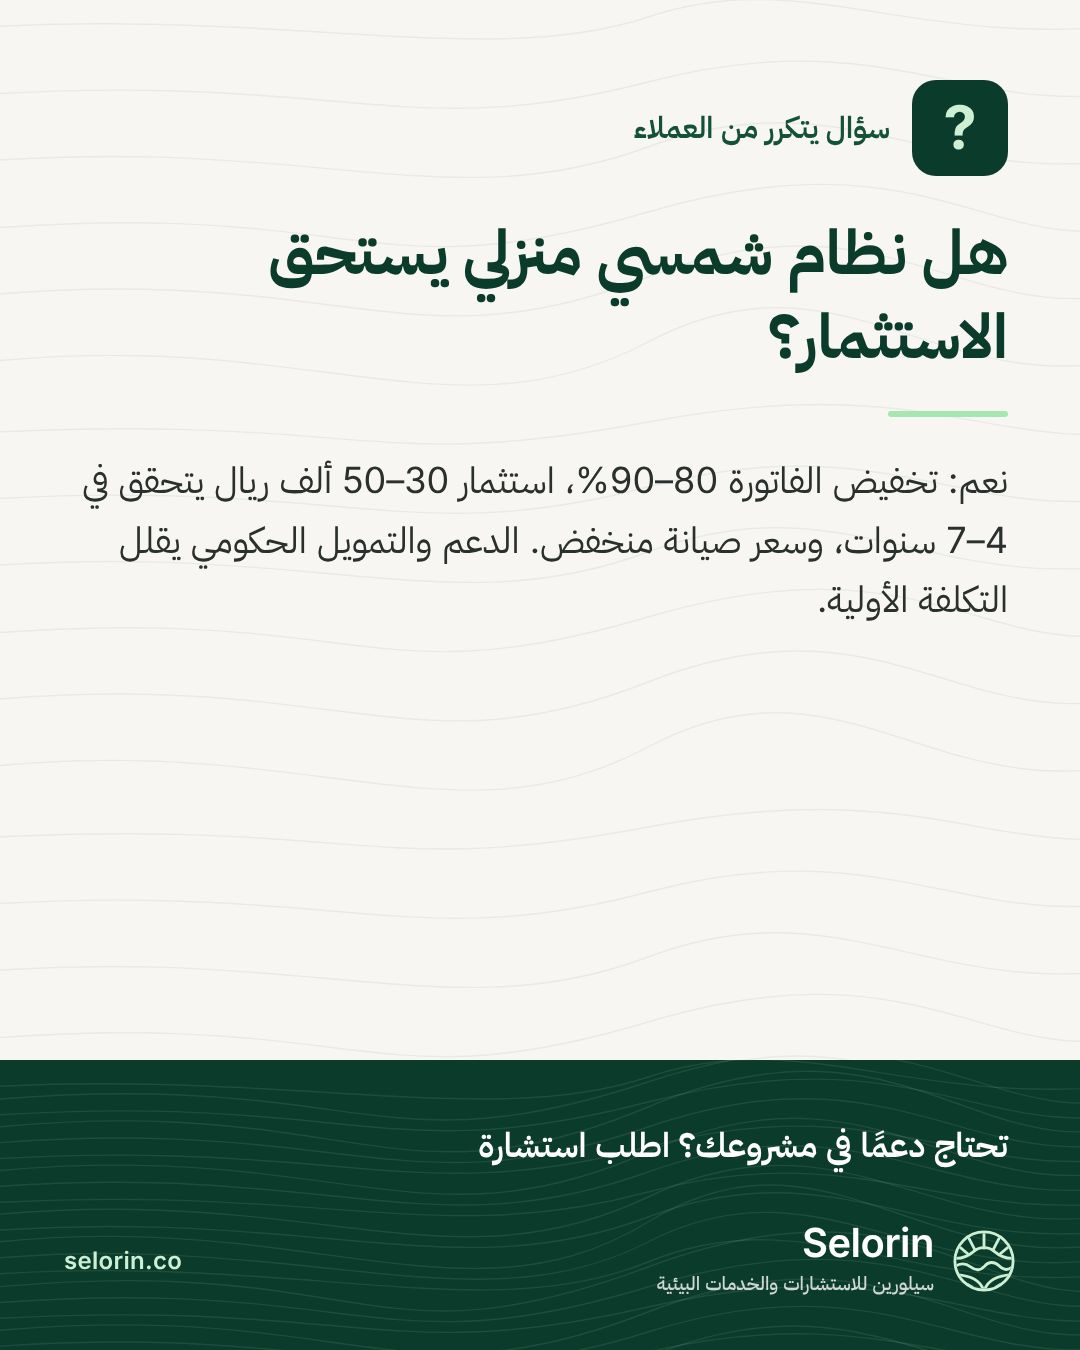 ?
سؤال يتكرر من العملاء
هل نظام شمسي منزلي يستحق
الاستثمار؟
نعم: تخفيض الفاتورة 80–90%، استثمار 30–50 ألف ريال يتحقق في
4–7 سنوات، وسعر صيانة منخفض. الدعم والتمويل الحكومي يقلل
التكلفة الأولية.
تحتاج دعمًا في مشروعك؟ اطلب استشارة
Selorin
سيلورين للاستشارات والخدمات البيئية
selorin.co